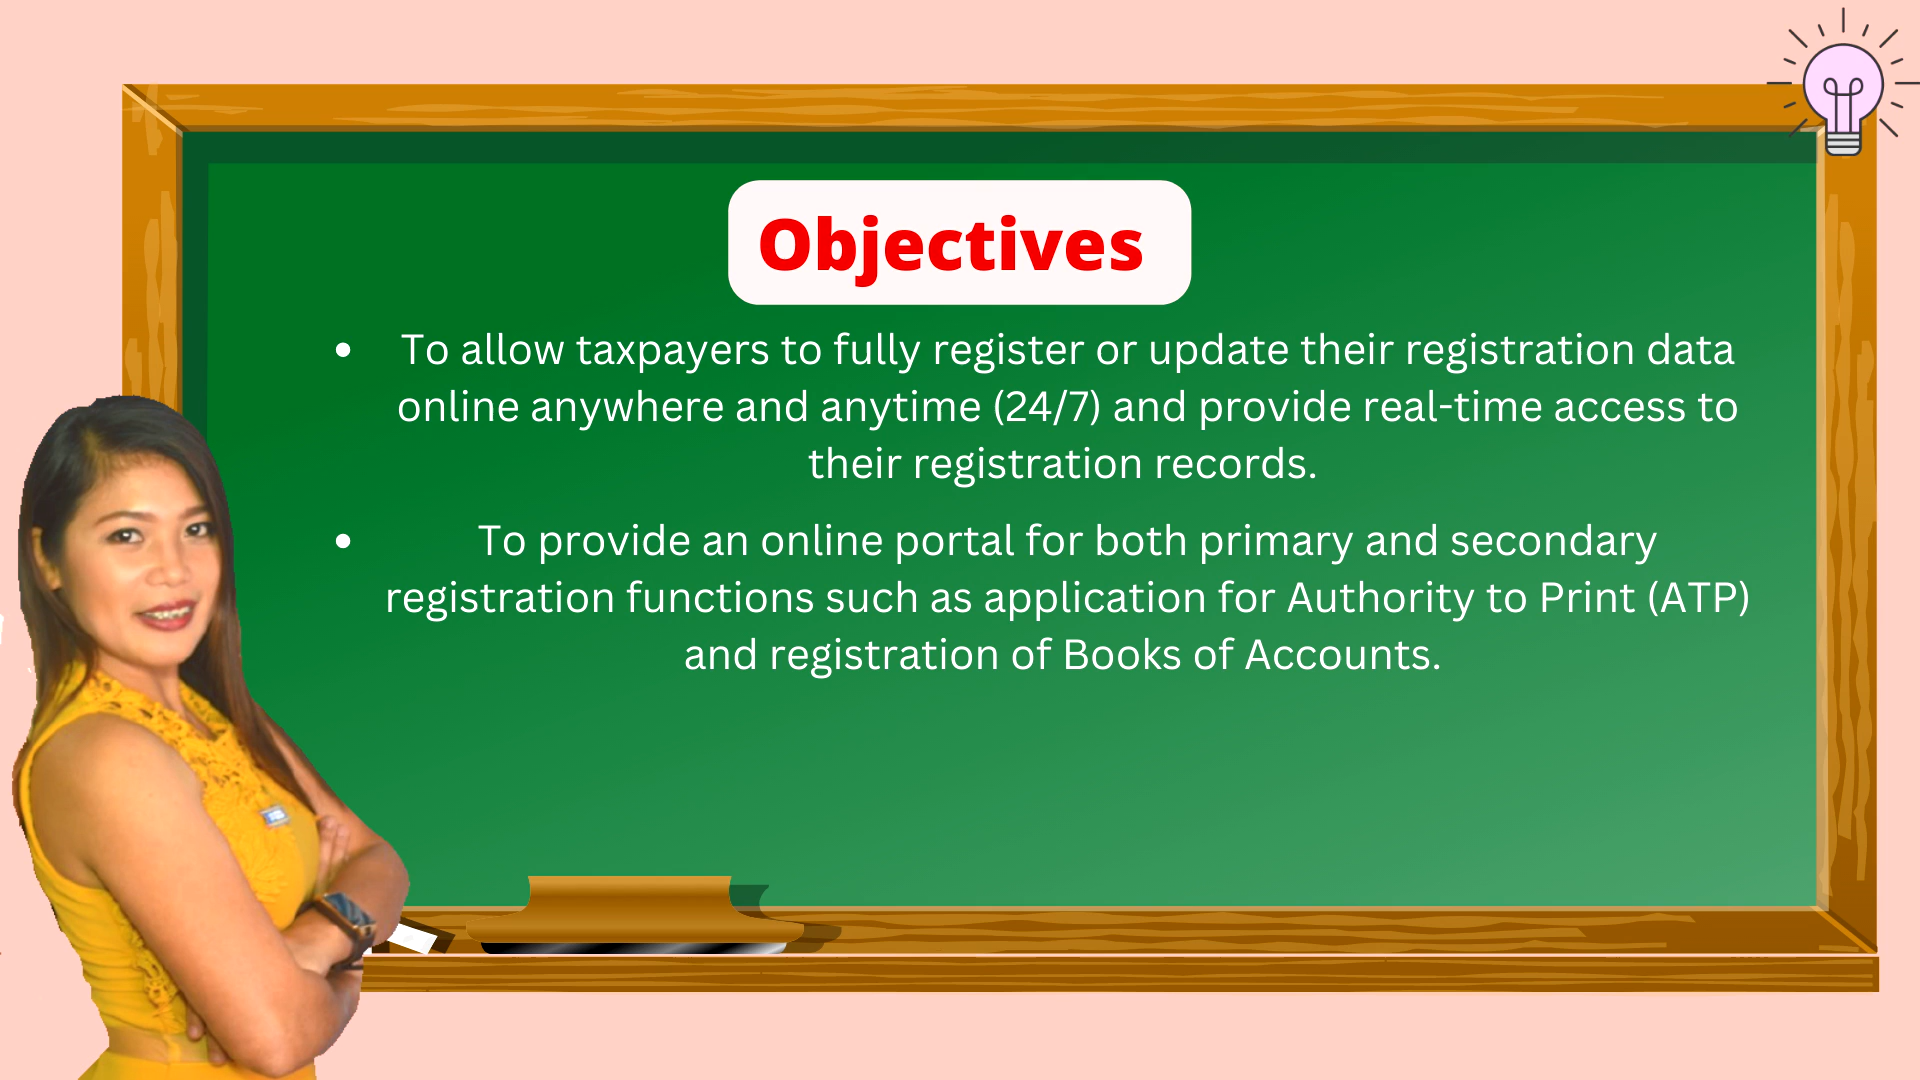 Objectives
• To allow taxpayers to fully register or update their registration data
online anywhere and anytime (24/7) and provide real-time access to
their registration records.
• To provide an online portal for both primary and secondary
registration functions such as application for Authority to Print (ATP)
and registration of Books of Accounts.